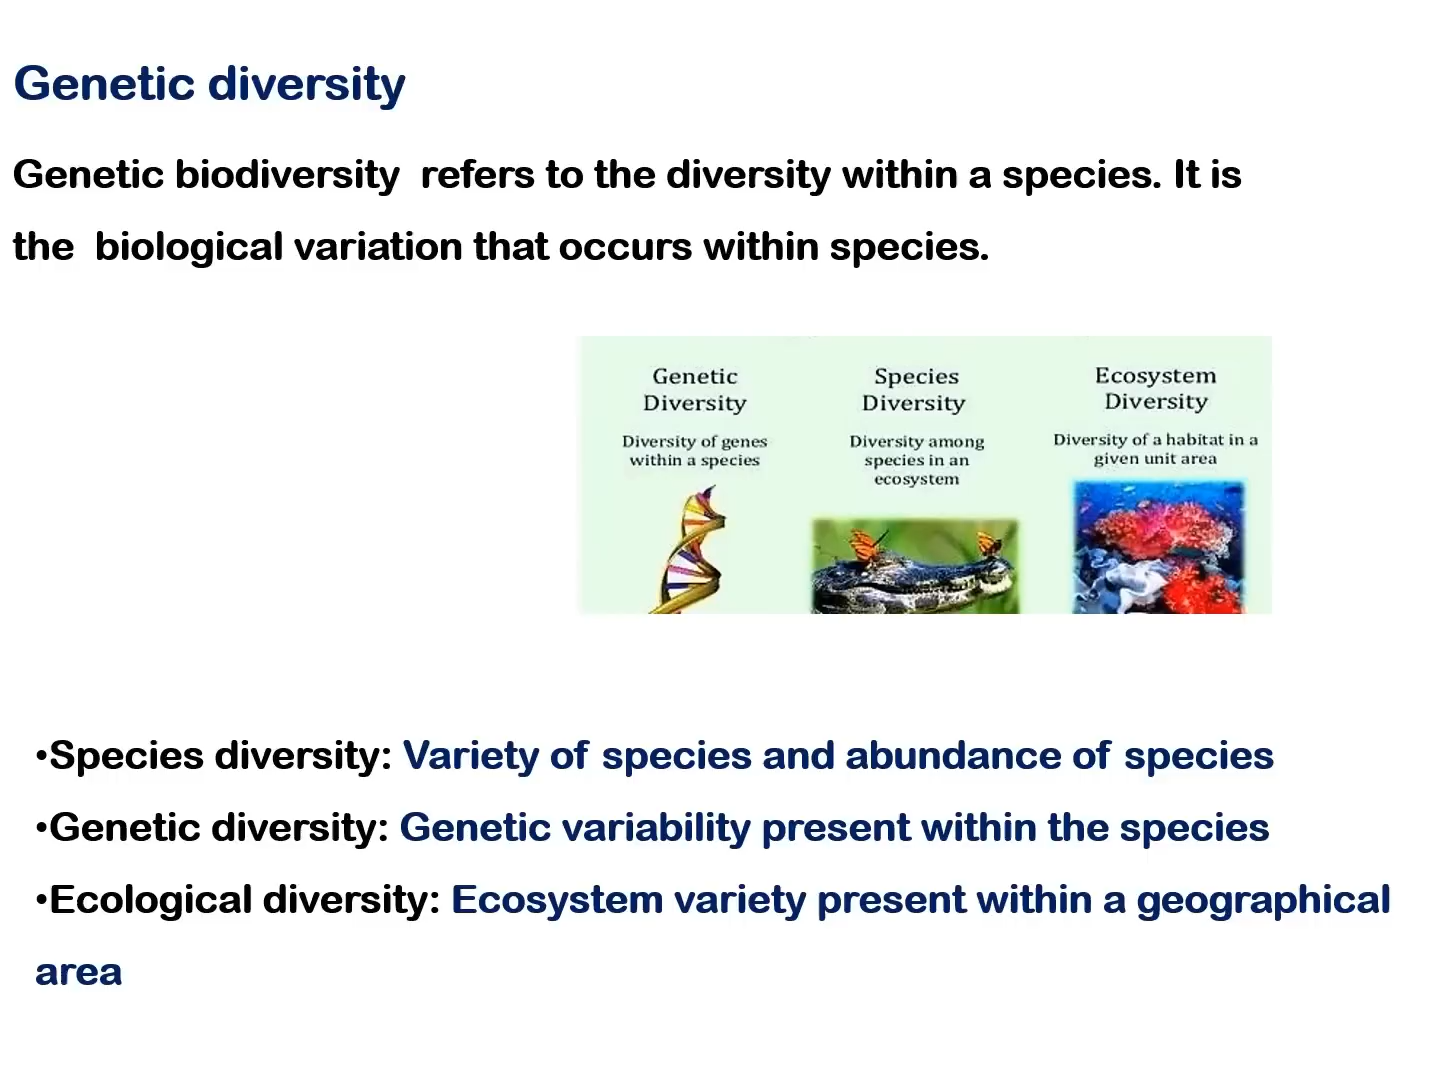 Genetic diversity
Genetic biodiversity  refers to the diversity within a species. It is
the  biological variation that occurs within species.
Genetic
Diversity
Diversity of genes
within a species
Species
Diversity
Diversity among
species in an
ecosystem
Ecosystem
Diversity
Diversity of a habitat in a
given unit area
•Species diversity: Variety of species and abundance of species
•Genetic diversity: Genetic variability present within the species
•Ecological diversity: Ecosystem variety present within a geographical
area